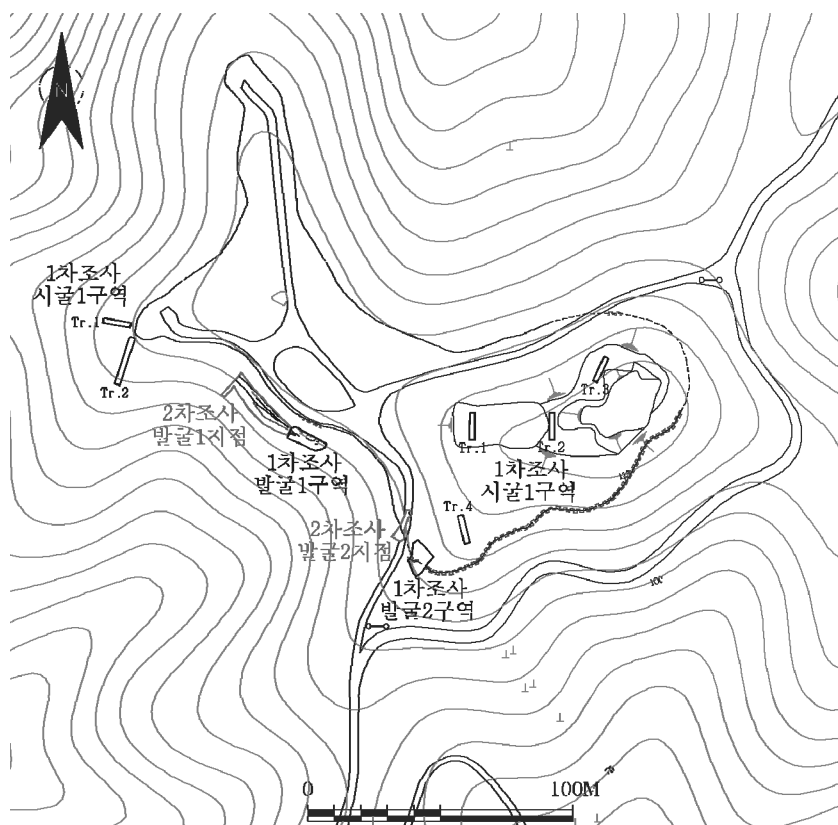 N
1차조사
시굴1구역
Tr.1
Tr.2
2차조사
발굴1지점
1차조사
발굴1구역
Tr.3
Tr.1
Tr.2
1차조사
시굴1구역
Tr.4
2차조사
발굴2지점
1차조사
발굴2구역
100
0
100M